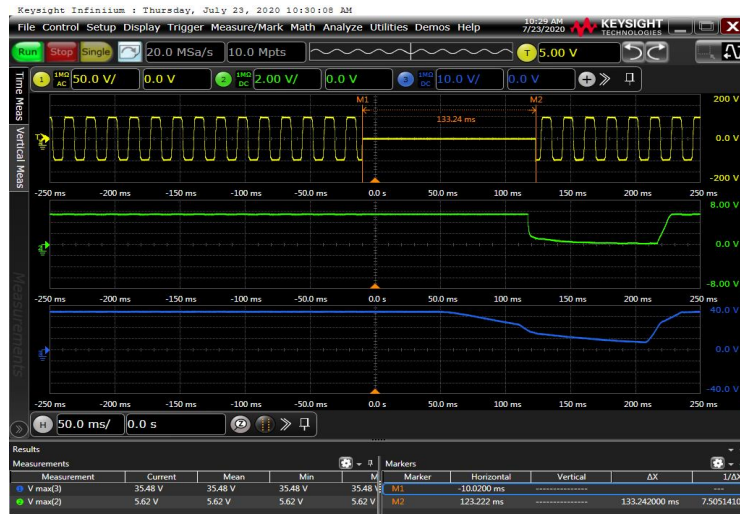 Keysight Infiniium : Thursday, July 23, 2020 10:30:08 AM
File Control Setup Display Trigger Measure/Mark Math Analyze Utilities Demos Help 10:29 AM 7/23/2020 KEYSIGHT TECHNOLOGIES
Run Stop Single 20.0 MSa/s 10.0 Mpts T 5.00 V
1 1MΩ AC 50.0 V/ 0.0 V 2 1MΩ DC 2.00 V/ 0.0 V 3 1MΩ DC 10.0 V/ 0.0 V
Time Meas
Vertical Meas
Measurements
M1 M2 200 V
133.24 ms
0.0 V
-200 V
-250 ms -200 ms -150 ms -100 ms -50.0 ms 0.0 s 50.0 ms 100 ms 150 ms 200 ms 250 ms
8.00 V
0.0 V
-8.00 V
-250 ms -200 ms -150 ms -100 ms -50.0 ms 0.0 s 50.0 ms 100 ms 150 ms 200 ms 250 ms
40.0 V
0.0 V
-40.0 V
-250 ms -200 ms -150 ms -100 ms -50.0 ms 0.0 s 50.0 ms 100 ms 150 ms 200 ms 250 ms
H 50.0 ms/ 0.0 s
Results
Measurements Markers
Measurement Current Mean Min M Marker Horizontal Vertical ΔX 1/ΔX
V max(3) 35.48 V 35.48 V 35.48 V 35.48 V M1 -10.0200 ms --------------- ---
V max(2) 5.62 V 5.62 V 5.62 V 5.62 V M2 123.222 ms --------------- 133.242000 ms 7.5051410